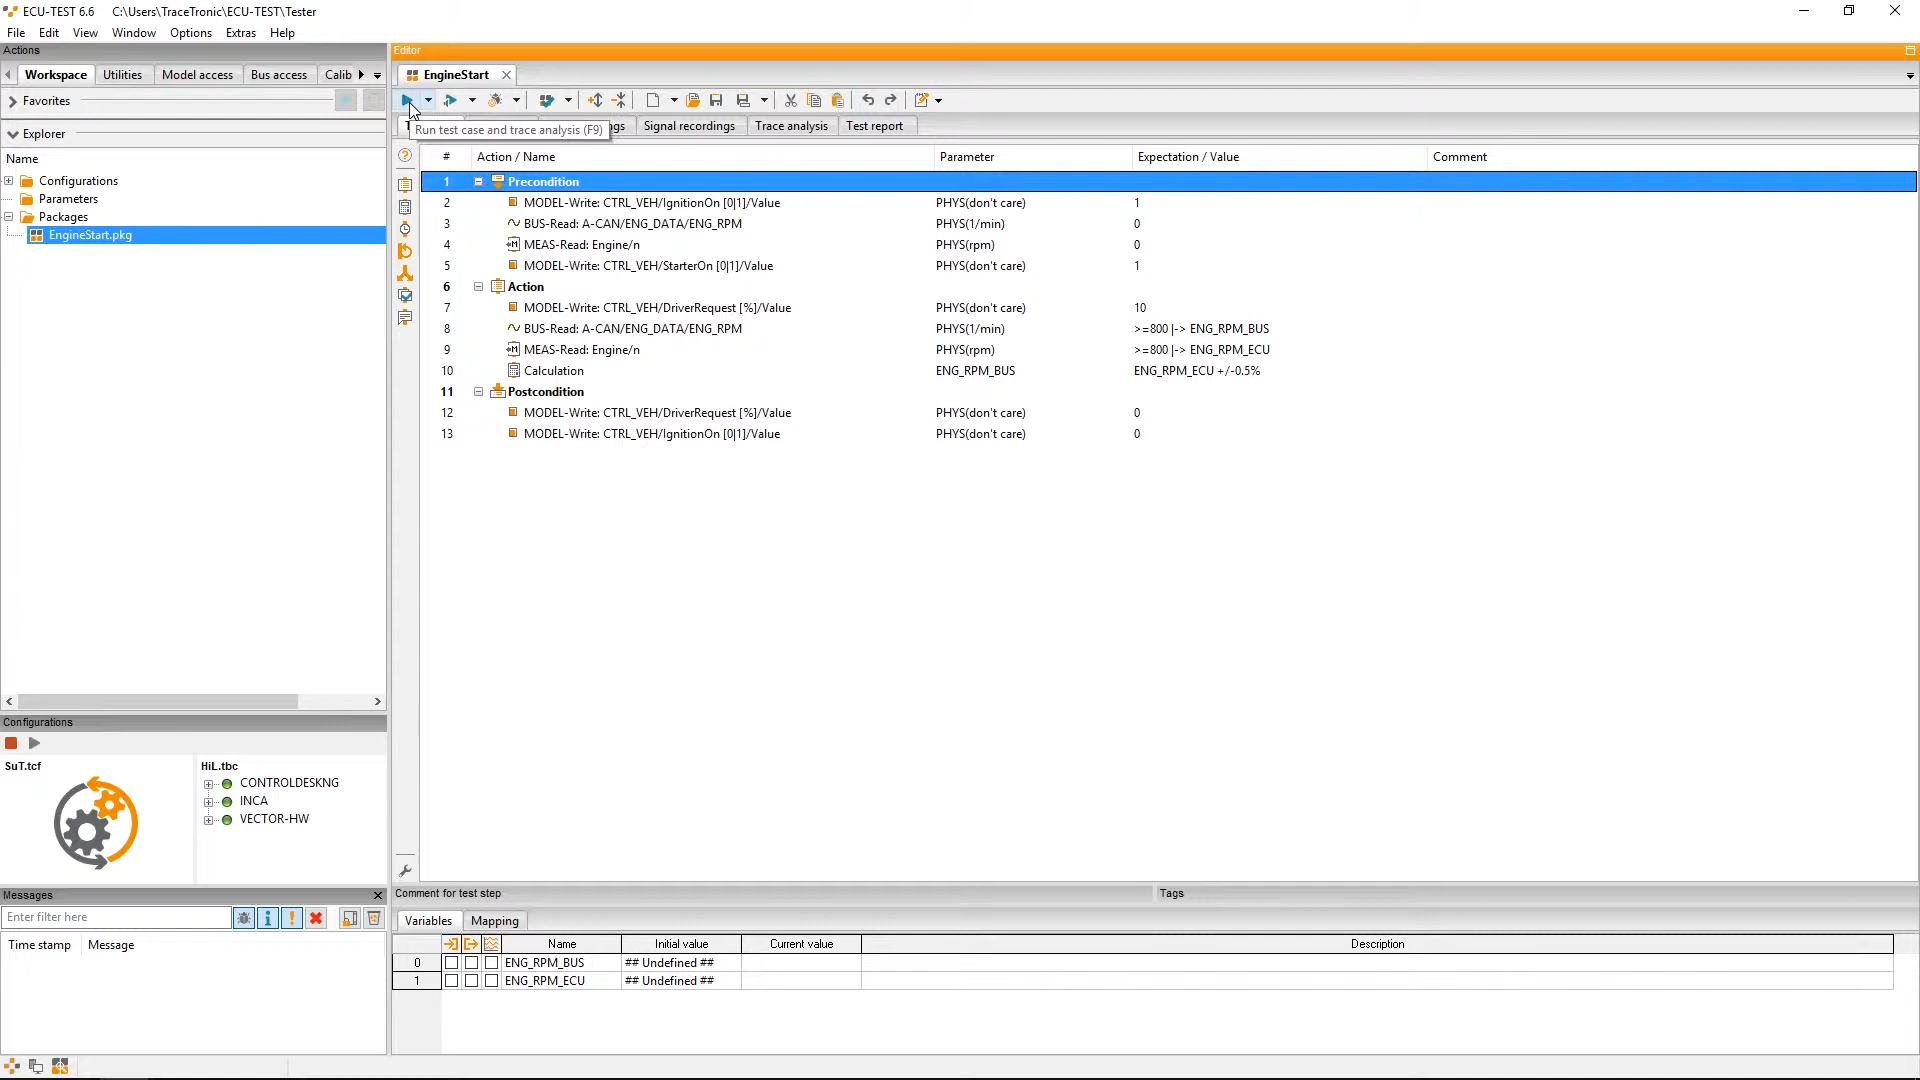 ECU-TEST 6.6 C:\Users\TraceTronic\ECU-TEST\Tester
File Edit View Window Options Extras Help
Actions
Workspace Utilities Model access Bus access Calib
Favorites
Explorer
Name
Configurations
Parameters
Packages
EngineStart.pkg
Configurations
SuT.tcf
HiL.tbc
CONTROLDESKNG
INCA
VECTOR-HW
Messages
Enter filter here
Time stamp Message
Editor
EngineStart
Run test case and trace analysis (F9)
Signal recordings Trace analysis Test report
# Action / Name Parameter Expectation / Value Comment
1 Precondition
2 MODEL-Write: CTRL_VEH/IgnitionOn [0|1]/Value PHYS(don't care) 1
3 BUS-Read: A-CAN/ENG_DATA/ENG_RPM PHYS(1/min) 0
4 MEAS-Read: Engine/n PHYS(rpm) 0
5 MODEL-Write: CTRL_VEH/StarterOn [0|1]/Value PHYS(don't care) 1
6 Action
7 MODEL-Write: CTRL_VEH/DriverRequest [%]/Value PHYS(don't care) 10
8 BUS-Read: A-CAN/ENG_DATA/ENG_RPM PHYS(1/min) >=800 |-> ENG_RPM_BUS
9 MEAS-Read: Engine/n PHYS(rpm) >=800 |-> ENG_RPM_ECU
10 Calculation ENG_RPM_BUS ENG_RPM_ECU +/-0.5%
11 Postcondition
12 MODEL-Write: CTRL_VEH/DriverRequest [%]/Value PHYS(don't care) 0
13 MODEL-Write: CTRL_VEH/IgnitionOn [0|1]/Value PHYS(don't care) 0
Comment for test step Tags
Variables Mapping
Name Initial value Current value Description
0 ENG_RPM_BUS ## Undefined ##
1 ENG_RPM_ECU ## Undefined ##